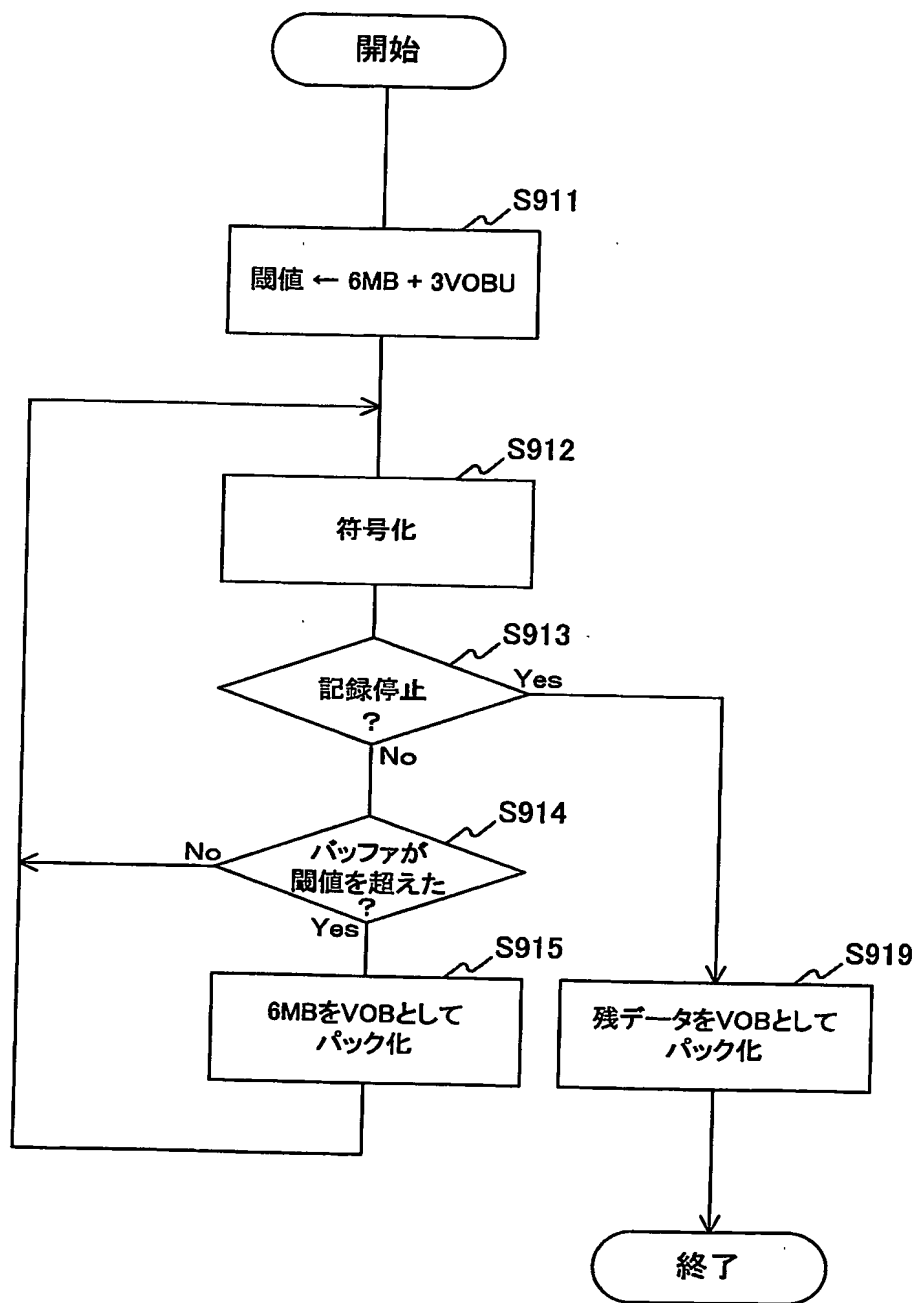 開始
S911
閾値 ← 6MB + 3VOBU
S912
符号化
S913
記録停止
?
Yes
No
S914
バッファが
閾値を超えた
?
No
Yes
S915
6MBをVOBとして
パック化
S919
残データをVOBとして
パック化
終了